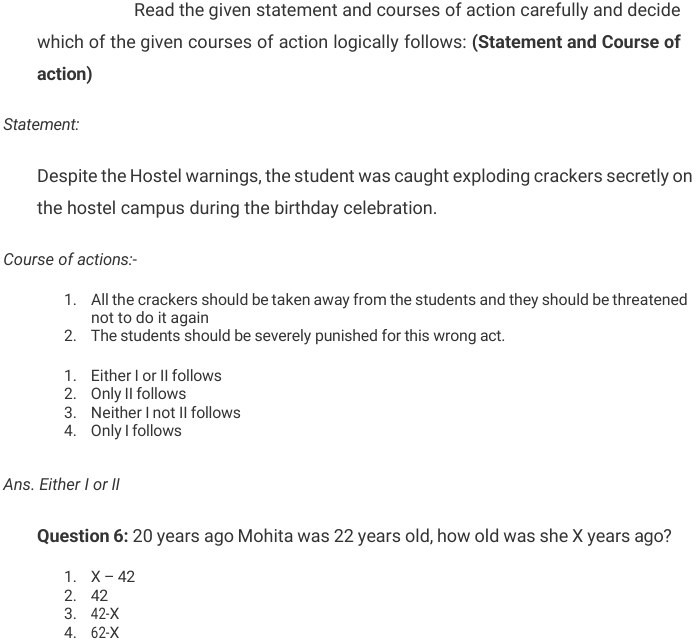 Read the given statement and courses of action carefully and decide
which of the given courses of action logically follows: (Statement and Course of
action)
Statement:
Despite the Hostel warnings, the student was caught exploding crackers secretly on
the hostel campus during the birthday celebration.
Course of actions:-
1. All the crackers should be taken away from the students and they should be threatened
not to do it again
2. The students should be severely punished for this wrong act.
1. Either I or II follows
2. Only II follows
3. Neither I not II follows
4. Only I follows
Ans. Either I or II
Question 6: 20 years ago Mohita was 22 years old, how old was she X years ago?
1. X – 42
2. 42
3. 42-X
4. 62-X